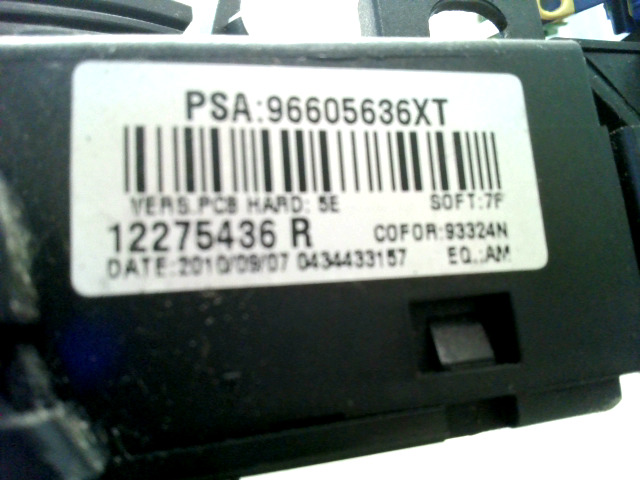 PSA:96605636XT
VERS.PCB HARD: 5E SOFT:7F
12275436 R COFOR:93324N
DATE:2010/09/07 0434433157 EQ.:AM